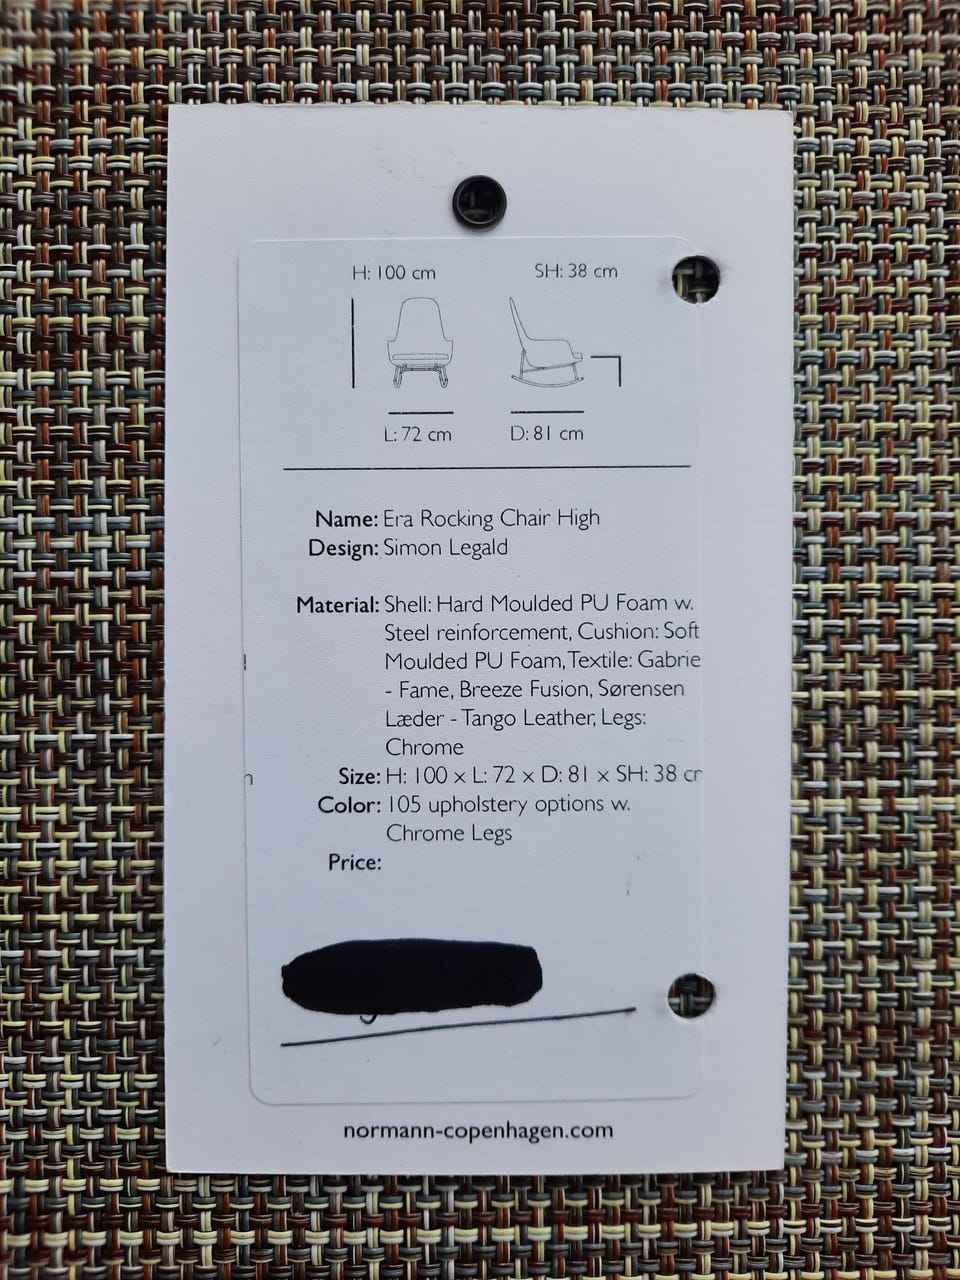 H: 100 cm SH: 38 cm
L: 72 cm D: 81 cm
Name: Era Rocking Chair High
Design: Simon Legald
Material: Shell: Hard Moulded PU Foam w.
Steel reinforcement, Cushion: Soft
Moulded PU Foam, Textile: Gabrie
l
- Fame, Breeze Fusion, Sørensen
Læder - Tango Leather, Legs:
Chrome
Size: H: 100 x L: 72 x D: 81 x SH: 38 cm
Color: 105 upholstery options w.
Chrome Legs
Price:
normann-copenhagen.com